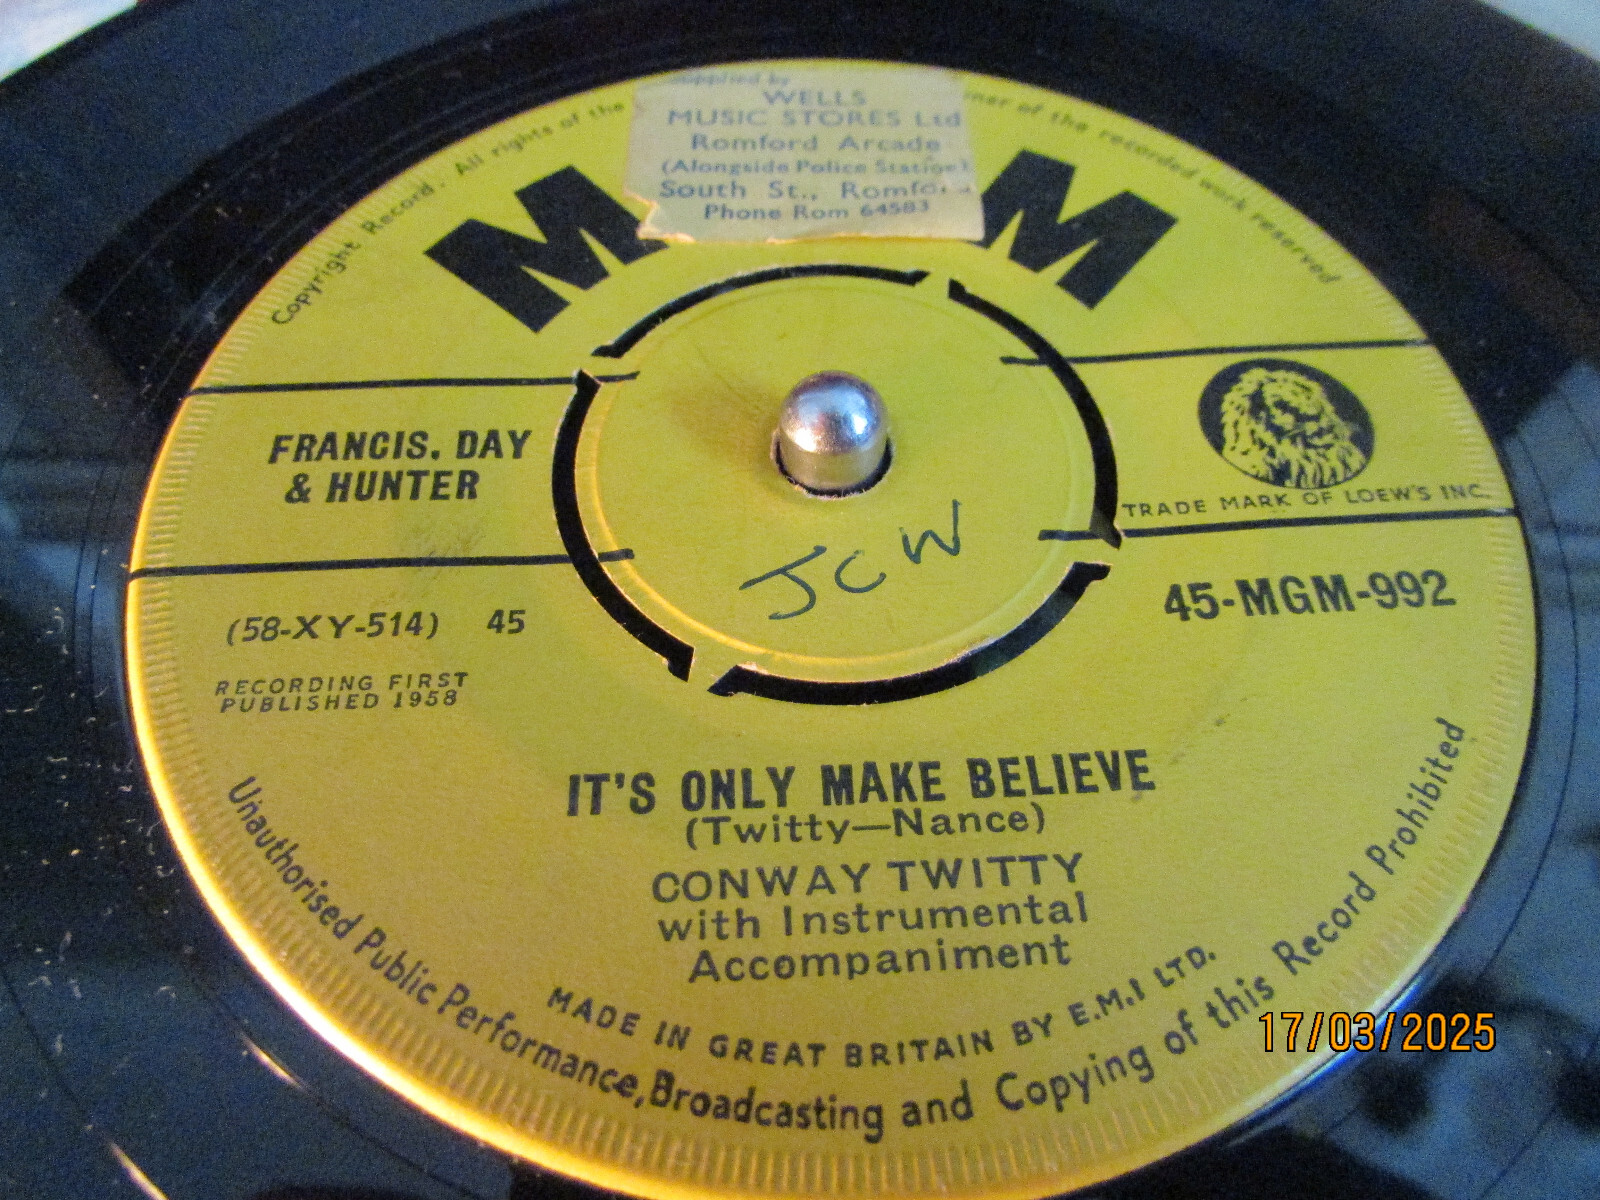 Supplied by
WELLS
MUSIC STORES Ltd
Romford Arcade
(Alongside Police Station)
South St., Romford
Phone Rom 64583
Copyright Record. All rights of the
of the recorded work reserved
M M
FRANCIS. DAY
& HUNTER
TRADE MARK OF LOEW'S INC.
JCW
(58-XY-514) 45
45-MGM-992
RECORDING FIRST
PUBLISHED 1958
IT'S ONLY MAKE BELIEVE
(Twitty—Nance)
CONWAY TWITTY
with Instrumental
Accompaniment
MADE IN GREAT BRITAIN BY E.M.I LTD.
Unauthorised Public Performance, Broadcasting and Copying of this Record Prohibited
17/03/2025